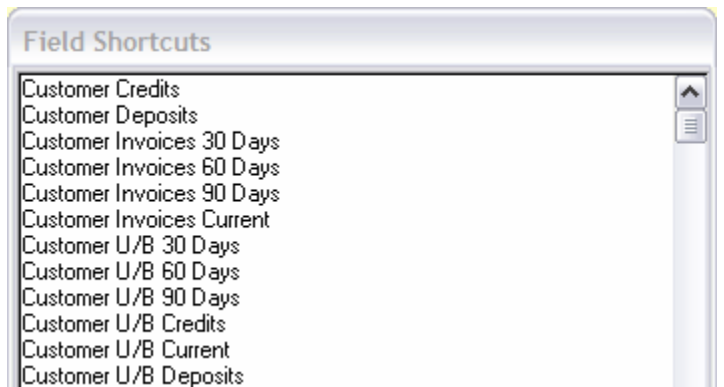 Field Shortcuts
Customer Credits
Customer Deposits
Customer Invoices 30 Days
Customer Invoices 60 Days
Customer Invoices 90 Days
Customer Invoices Current
Customer U/B 30 Days
Customer U/B 60 Days
Customer U/B 90 Days
Customer U/B Credits
Customer U/B Current
Customer U/B Deposits